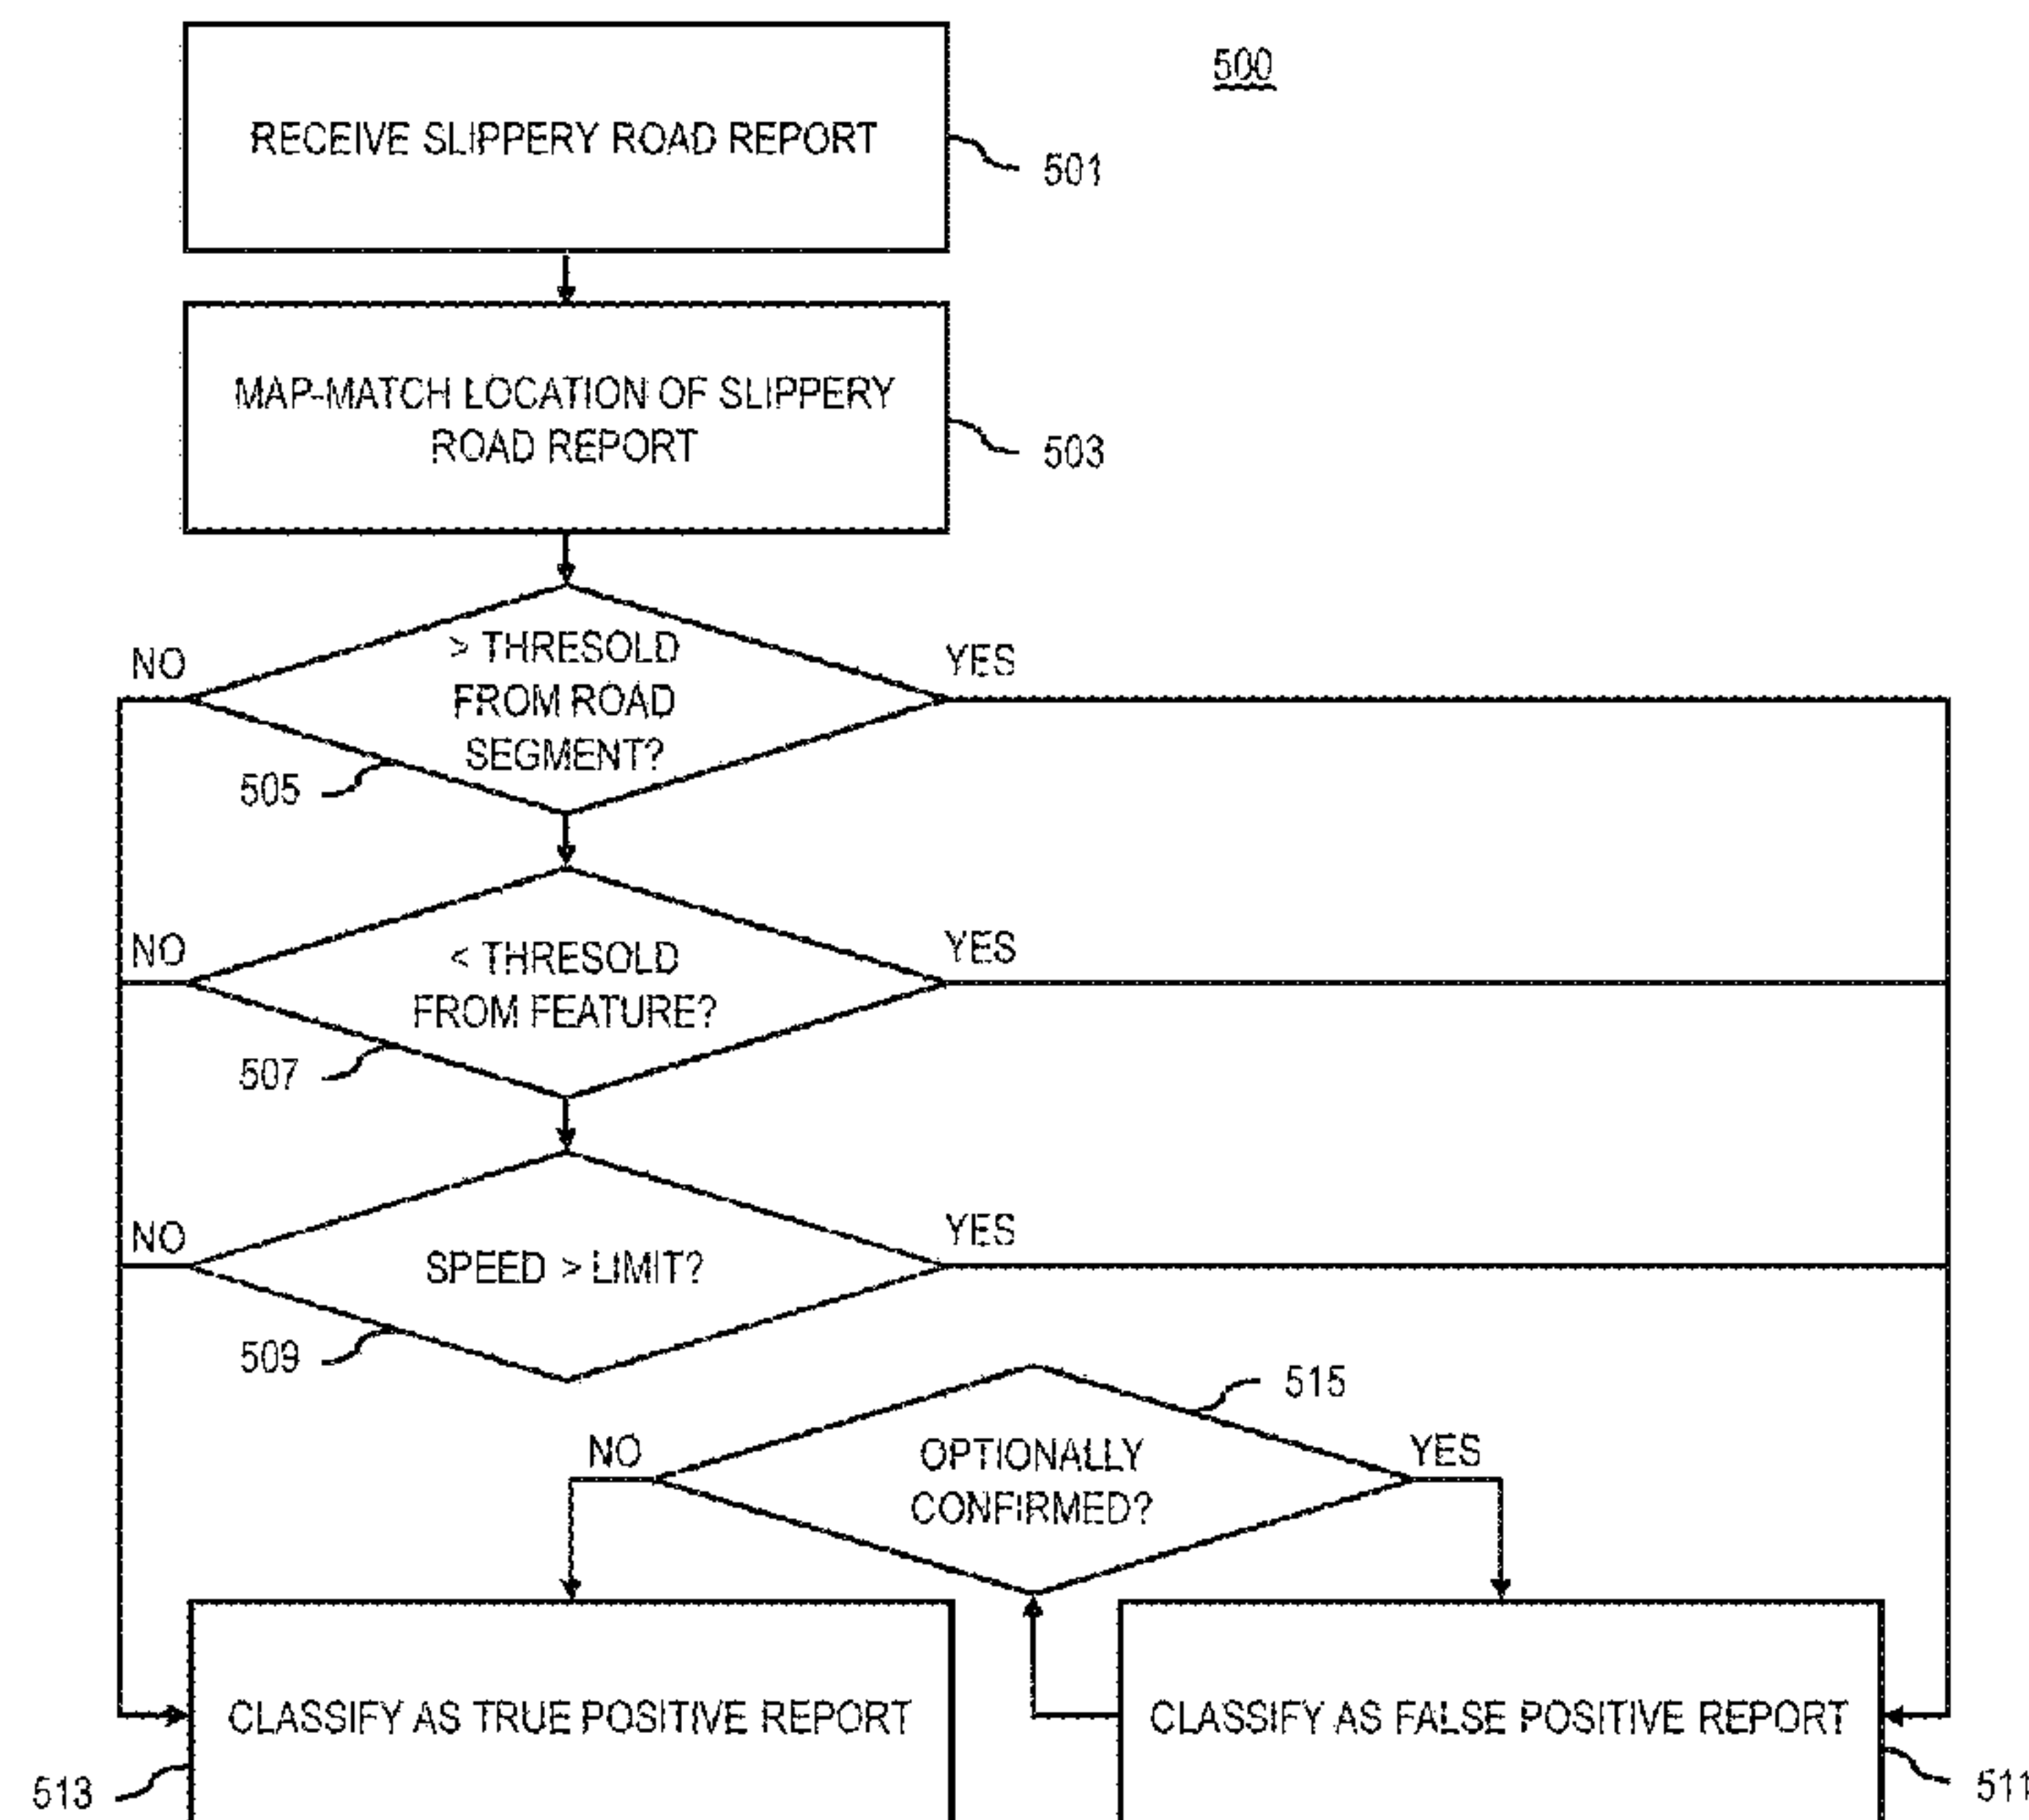 500
RECEIVE SLIPPERY ROAD REPORT
501
MAP-MATCH LOCATION OF SLIPPERY
ROAD REPORT
503
NO
> THRESOLD
FROM ROAD
SEGMENT?
YES
505
NO
< THRESOLD
FROM FEATURE?
YES
507
NO
SPEED > LIMIT?
YES
509
515
NO
OPTIONALLY
CONFIRMED?
YES
CLASSIFY AS TRUE POSITIVE REPORT
CLASSIFY AS FALSE POSITIVE REPORT
513
511